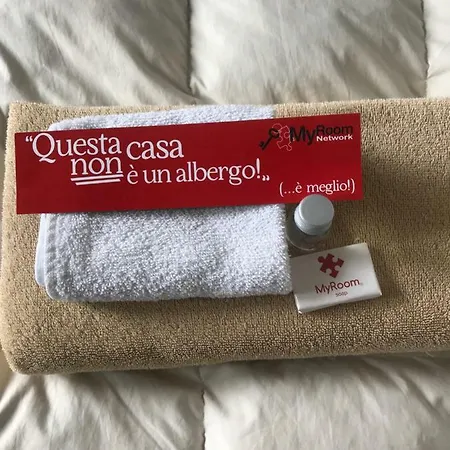 "Questa casa
non è un albergo!„
(...è meglio!)
MyRoom
Network
MyRoom
SOAP